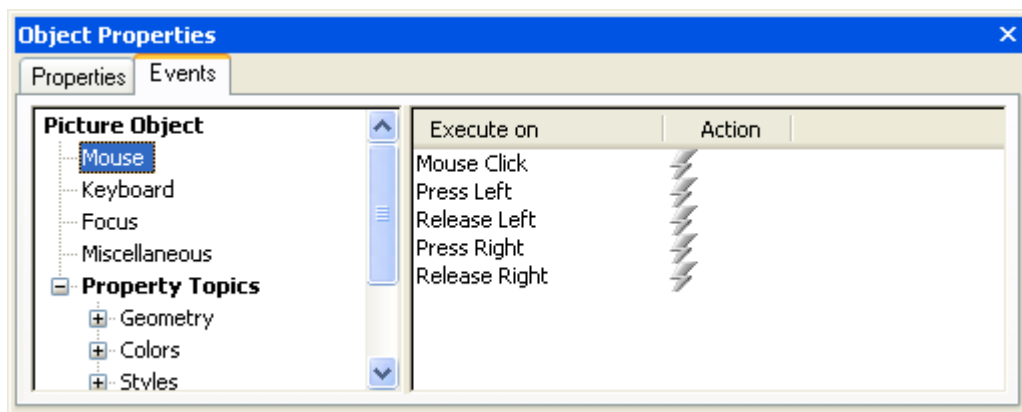 Object Properties
Properties Events
Picture Object
Mouse
Keyboard
Focus
Miscellaneous
Property Topics
Geometry
Colors
Styles
Execute on Action
Mouse Click
Press Left
Release Left
Press Right
Release Right